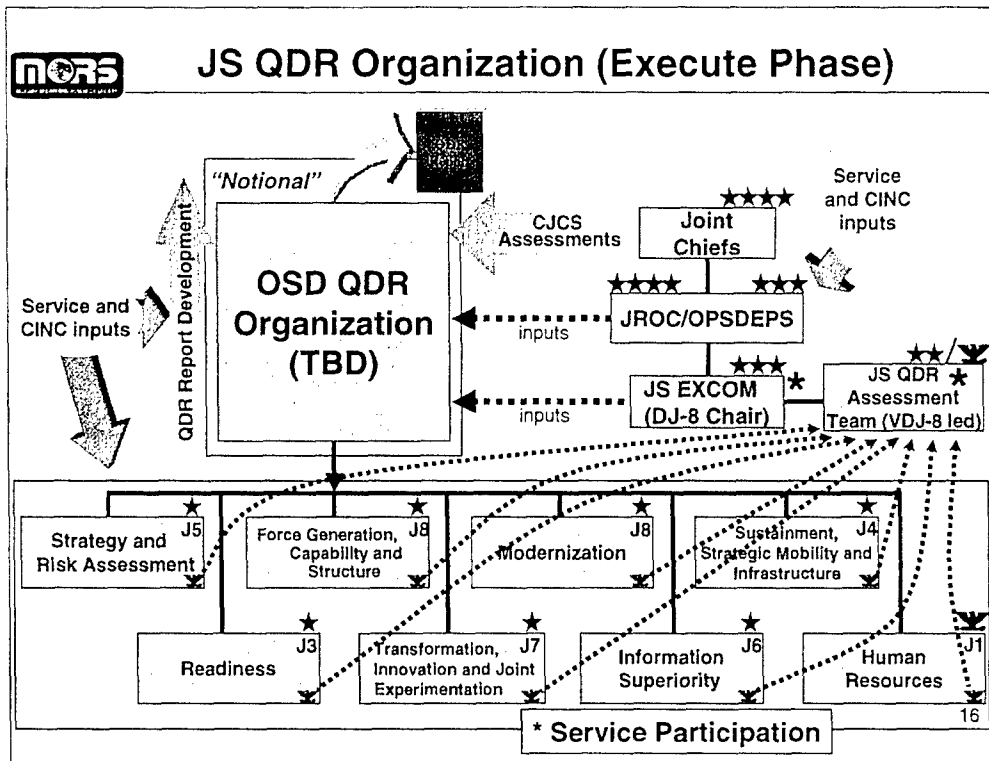 MORS
JS QDR Organization (Execute Phase)
"Notional"
QDR Report Development
OSD QDR
Organization
(TBD)
CJCS
Assessments
Service
and CINC
inputs
Joint
Chiefs
Service and
CINC inputs
inputs
JROC/OPSDEPS
inputs
JS EXCOM
(DJ-8 Chair)
*
/
JS QDR *
Assessment
Team (VDJ-8 led)
J5
Strategy and
Risk Assessment
J8
Force Generation,
Capability and
Structure
J8
Modernization
J4
Sustainment,
Strategic Mobility and
Infrastructure
J3
Readiness
J7
Transformation,
Innovation and Joint
Experimentation
J6
Information
Superiority
J1
Human
Resources
16
* Service Participation